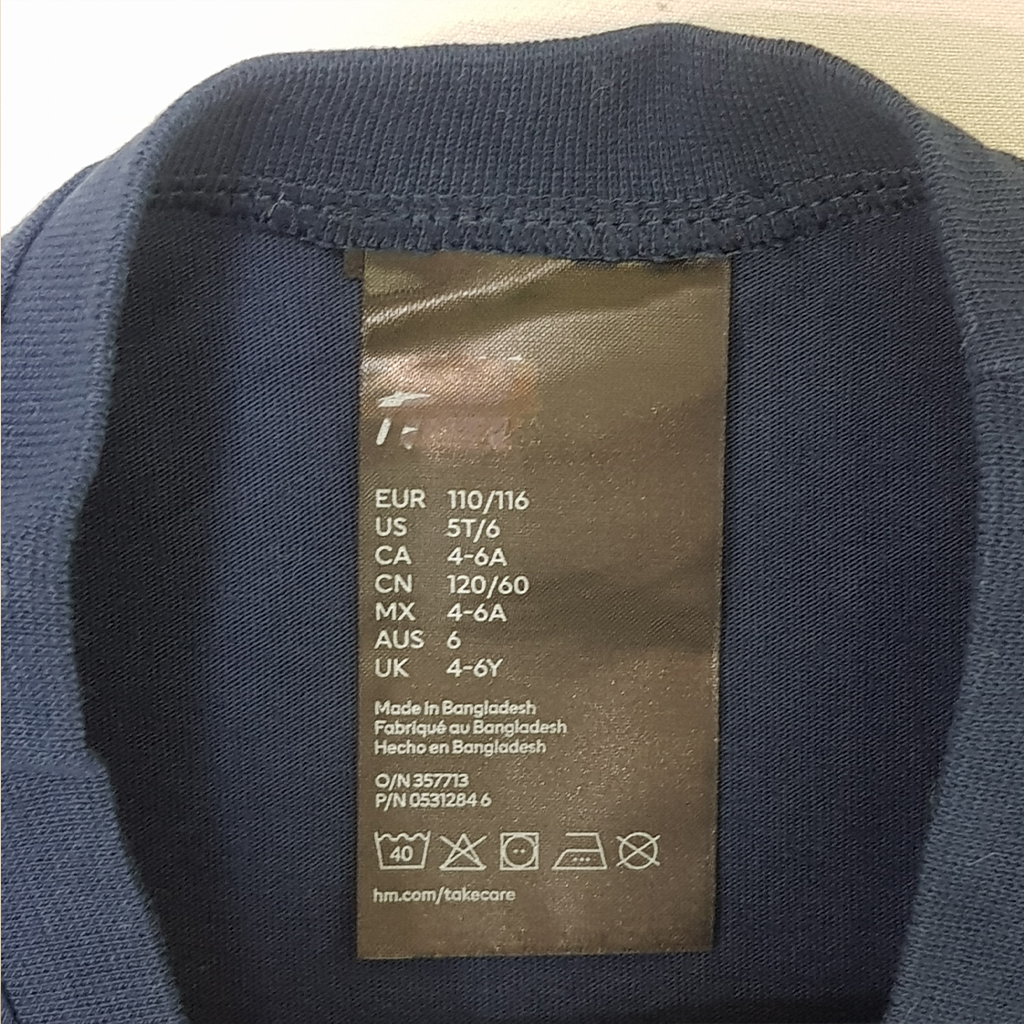 EUR 110/116
US 5T/6
CA 4-6A
CN 120/60
MX 4-6A
AUS 6
UK 4-6Y
Made in Bangladesh
Fabriqué au Bangladesh
Hecho en Bangladesh
O/N 357713
P/N 0531284 6
40
hm.com/takecare